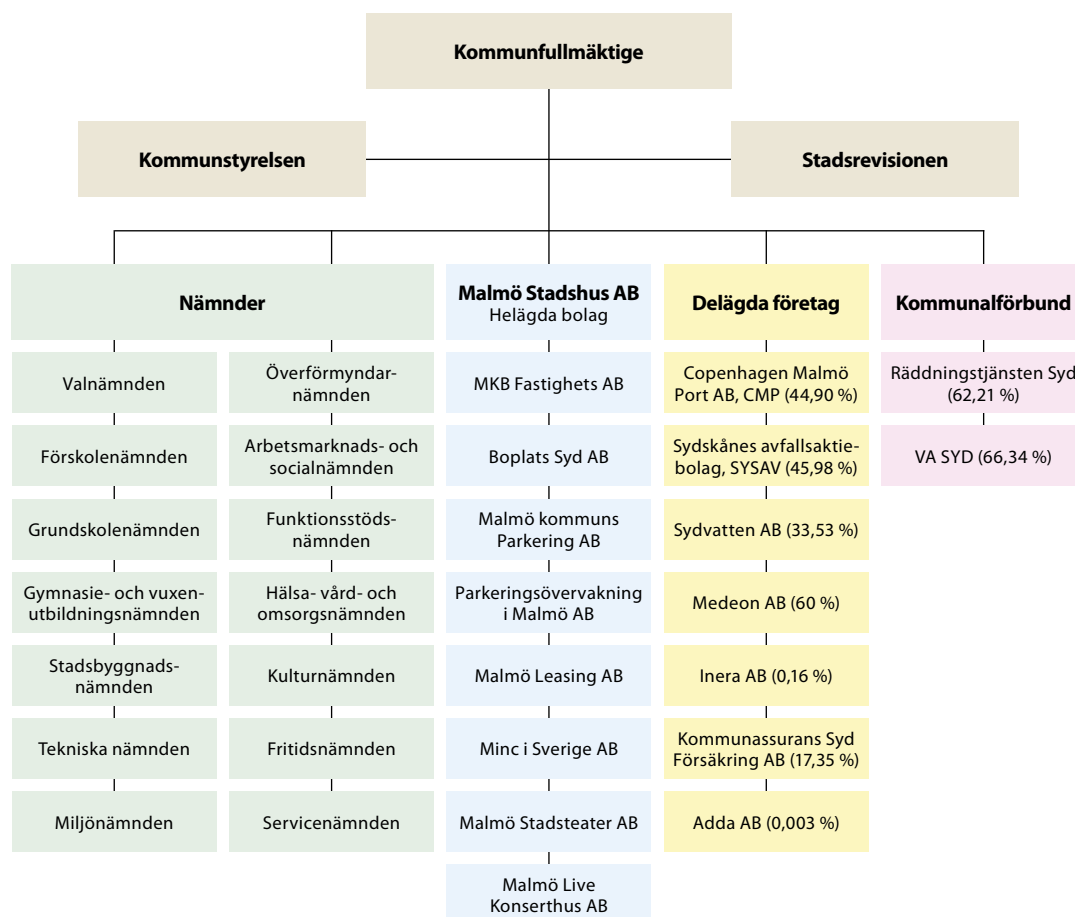 Kommunfullmäktige
Kommunstyrelsen
Stadsrevisionen
Nämnder
Valnämnden
Förskolenämnden
Grundskolenämnden
Gymnasie- och vuxen-
utbildningsnämnden
Stadsbyggnads-
nämnden
Tekniska nämnden
Miljönämnden
Överförmyndar-
nämnden
Arbetsmarknads- och
socialnämnden
Funktionsstöds-
nämnden
Hälsa- vård- och
omsorgsnämnden
Kulturnämnden
Fritidsnämnden
Servicenämnden
Malmö Stadshus AB
Helägda bolag
MKB Fastighets AB
Boplats Syd AB
Malmö kommuns
Parkering AB
Parkeringsövervakning
i Malmö AB
Malmö Leasing AB
Minc i Sverige AB
Malmö Stadsteater AB
Malmö Live
Konserthus AB
Delägda företag
Copenhagen Malmö
Port AB, CMP (44,90 %)
Sydskånes avfallsaktie-
bolag, SYSAV (45,98 %)
Sydvatten AB (33,53 %)
Medeon AB (60 %)
Inera AB (0,16 %)
Kommunassurans Syd
Försäkring AB (17,35 %)
Adda AB (0,003 %)
Kommunalförbund
Räddningstjänsten Syd
(62,21 %)
VA SYD (66,34 %)